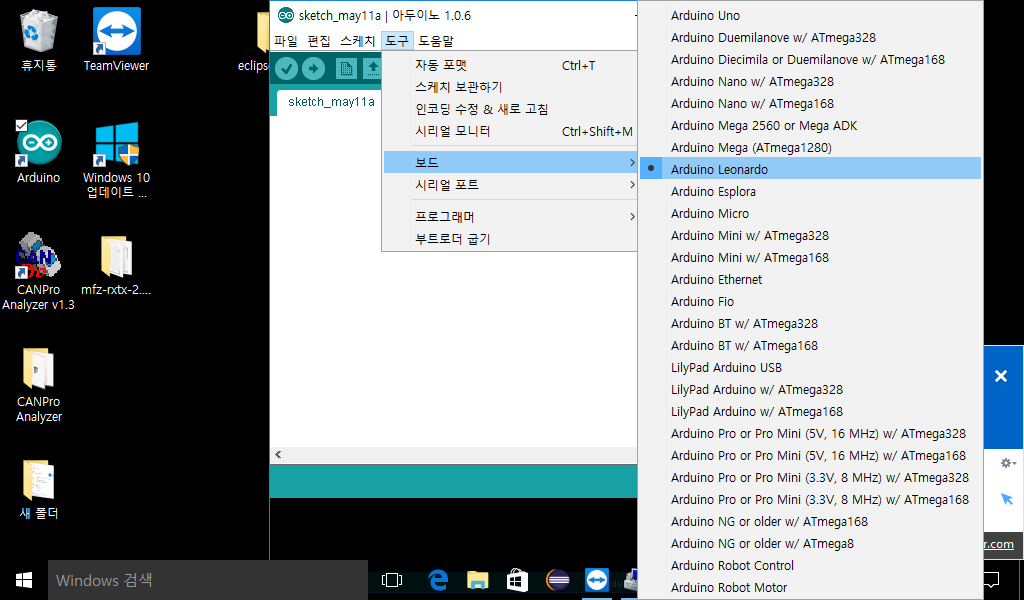 휴지통
TeamViewer
eclips
Arduino
Windows 10
업데이트 ...
CANPro
Analyzer v1.3
mfz-rxtx-2....
CANPro
Analyzer
새 폴더
sketch_may11a | 아두이노 1.0.6
파일 편집 스케치 도구 도움말
sketch_may11a
자동 포맷 Ctrl+T
스케치 보관하기
인코딩 수정 & 새로 고침
시리얼 모니터 Ctrl+Shift+M
보드
시리얼 포트
프로그래머
부트로더 굽기
Arduino Uno
Arduino Duemilanove w/ ATmega328
Arduino Diecimila or Duemilanove w/ ATmega168
Arduino Nano w/ ATmega328
Arduino Nano w/ ATmega168
Arduino Mega 2560 or Mega ADK
Arduino Mega (ATmega1280)
Arduino Leonardo
Arduino Esplora
Arduino Micro
Arduino Mini w/ ATmega328
Arduino Mini w/ ATmega168
Arduino Ethernet
Arduino Fio
Arduino BT w/ ATmega328
Arduino BT w/ ATmega168
LilyPad Arduino USB
LilyPad Arduino w/ ATmega328
LilyPad Arduino w/ ATmega168
Arduino Pro or Pro Mini (5V, 16 MHz) w/ ATmega328
Arduino Pro or Pro Mini (5V, 16 MHz) w/ ATmega168
Arduino Pro or Pro Mini (3.3V, 8 MHz) w/ ATmega328
Arduino Pro or Pro Mini (3.3V, 8 MHz) w/ ATmega168
Arduino NG or older w/ ATmega168
Arduino NG or older w/ ATmega8
Arduino Robot Control
Arduino Robot Motor
r.com
Windows 검색